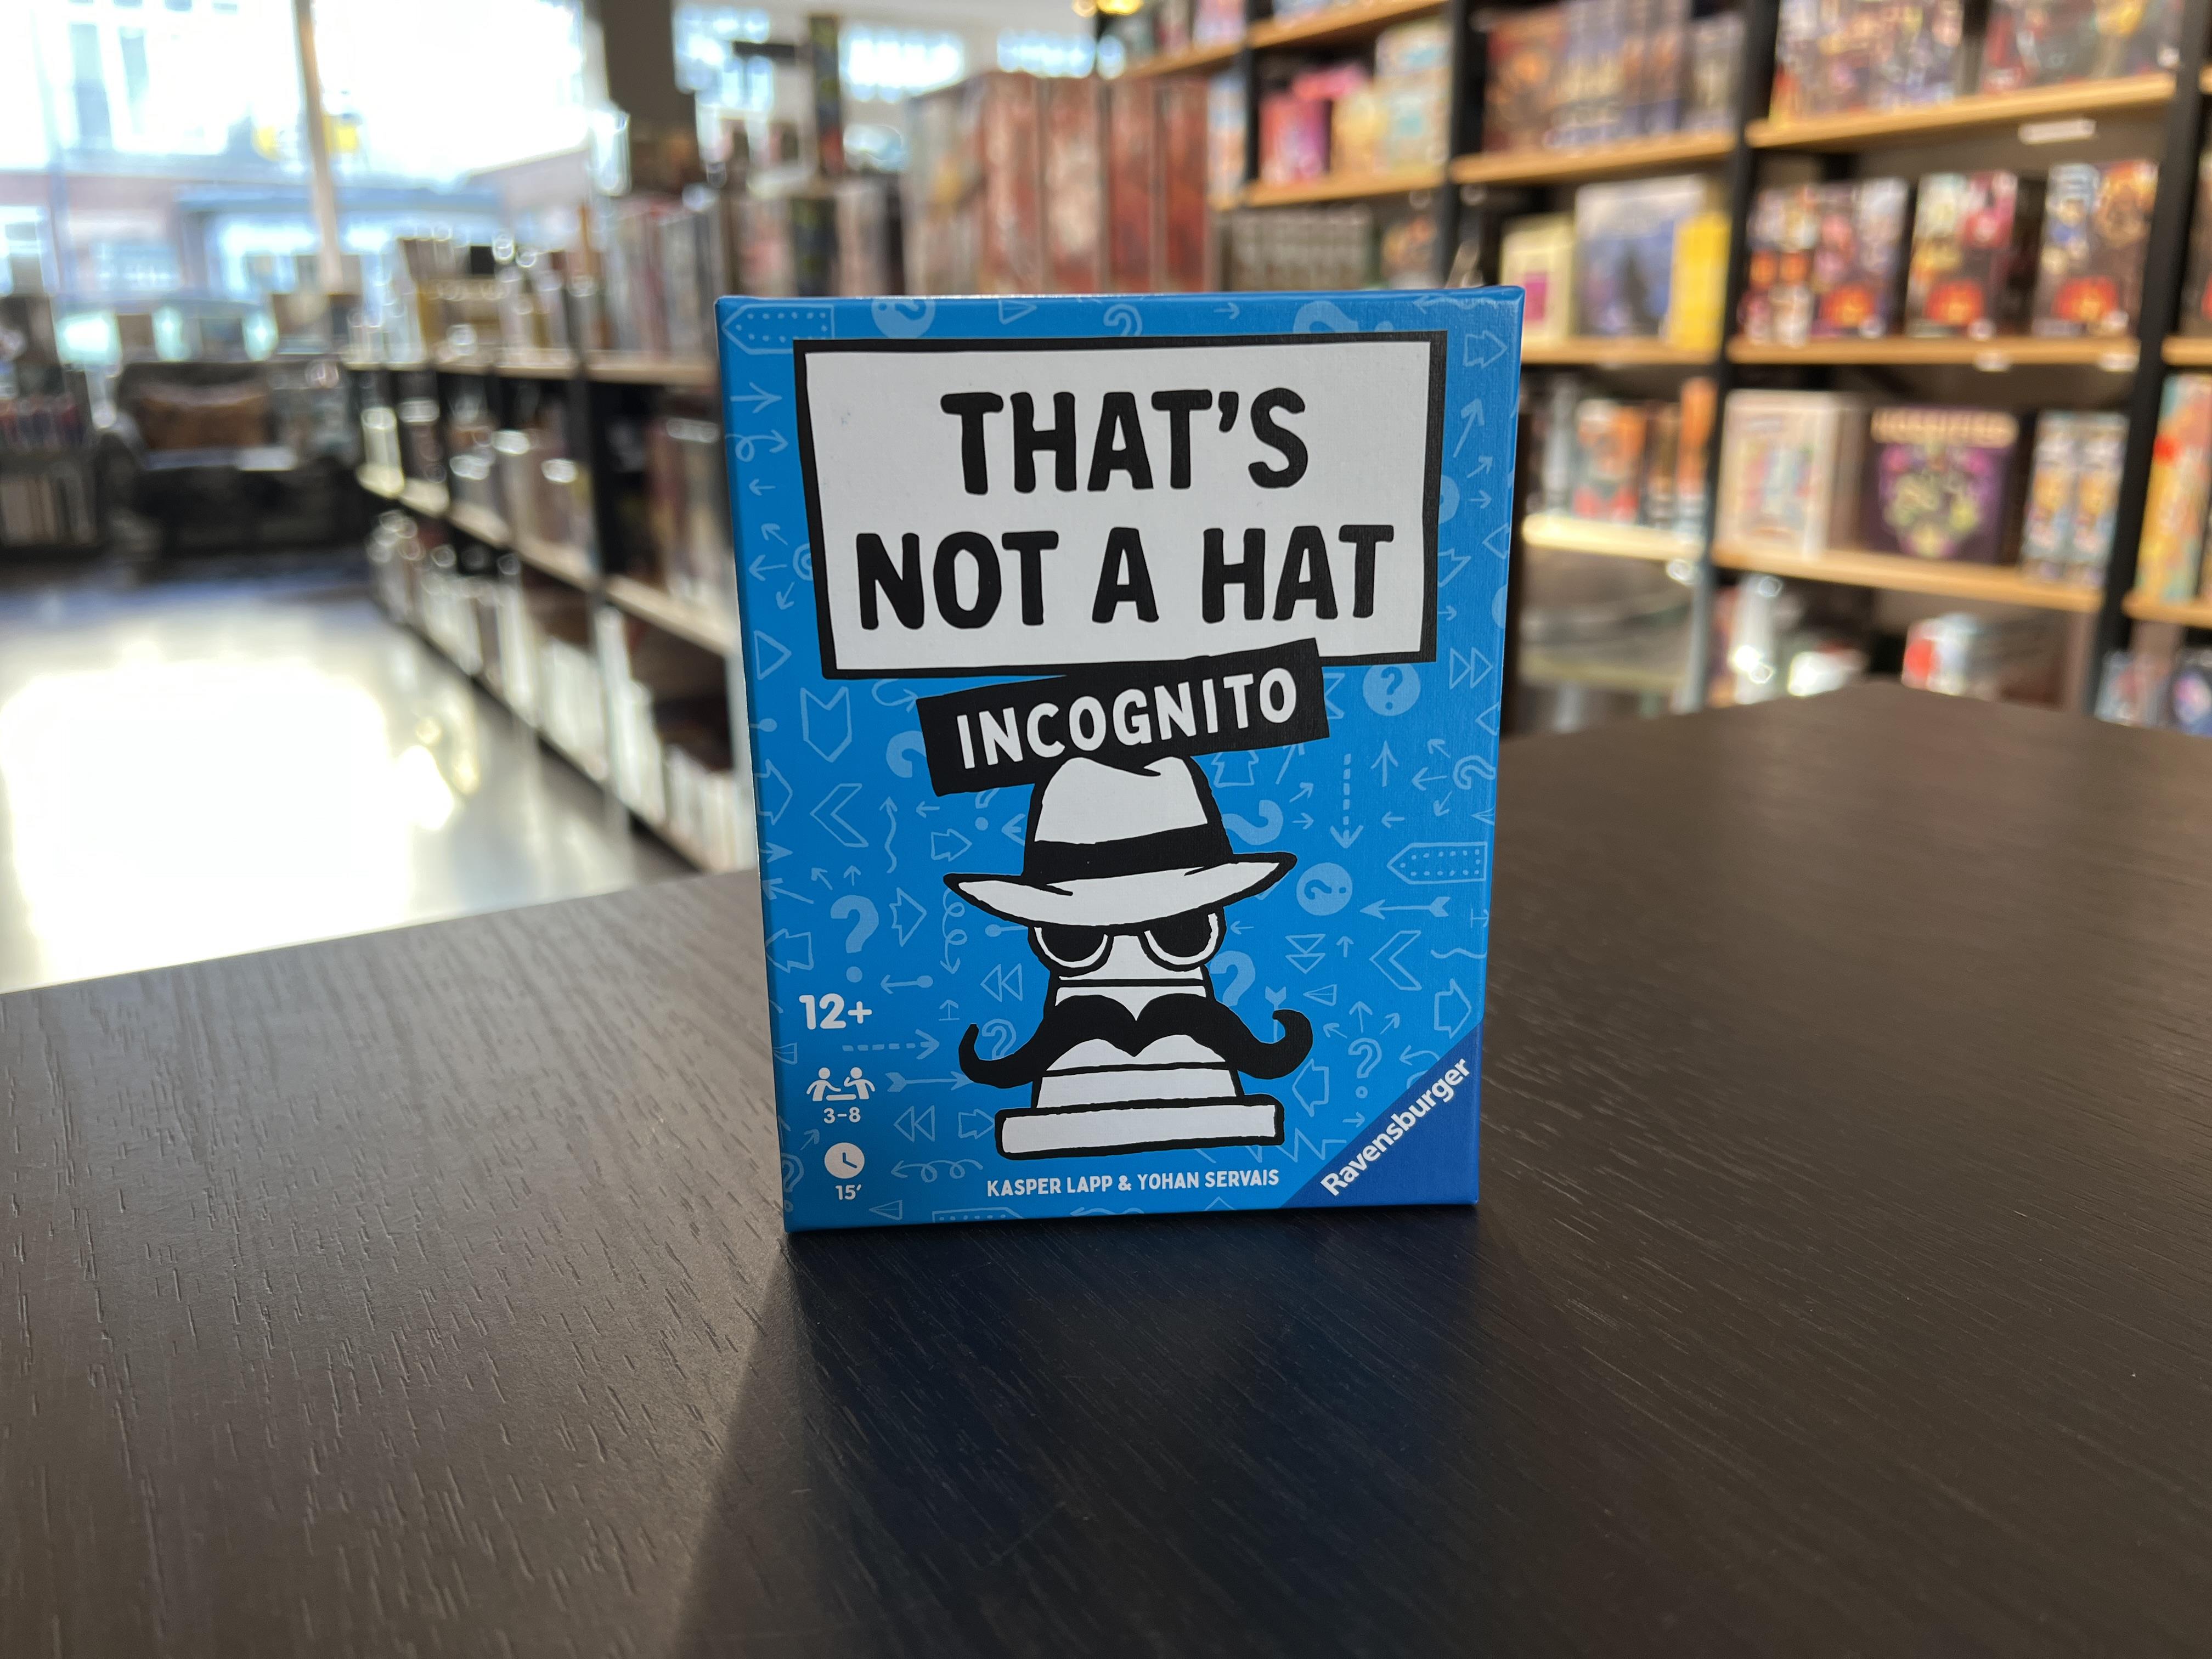 THAT'S
NOT A HAT
INCOGNITO
12+
3-8
15'
KASPER LAPP & YOHAN SERVAIS
Ravensburger